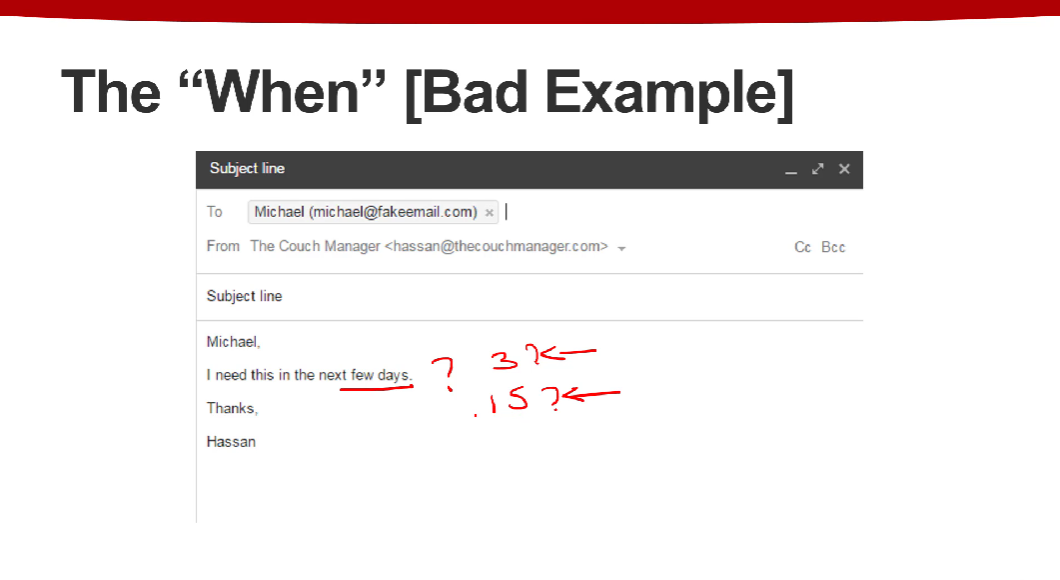 The “When” [Bad Example]
Subject line
To Michael (michael@fakeemail.com) ×
From The Couch Manager <hassan@thecouchmanager.com> Cc Bcc
Subject line
Michael,
I need this in the next few days. ? 3?
Thanks, 15?
Hassan